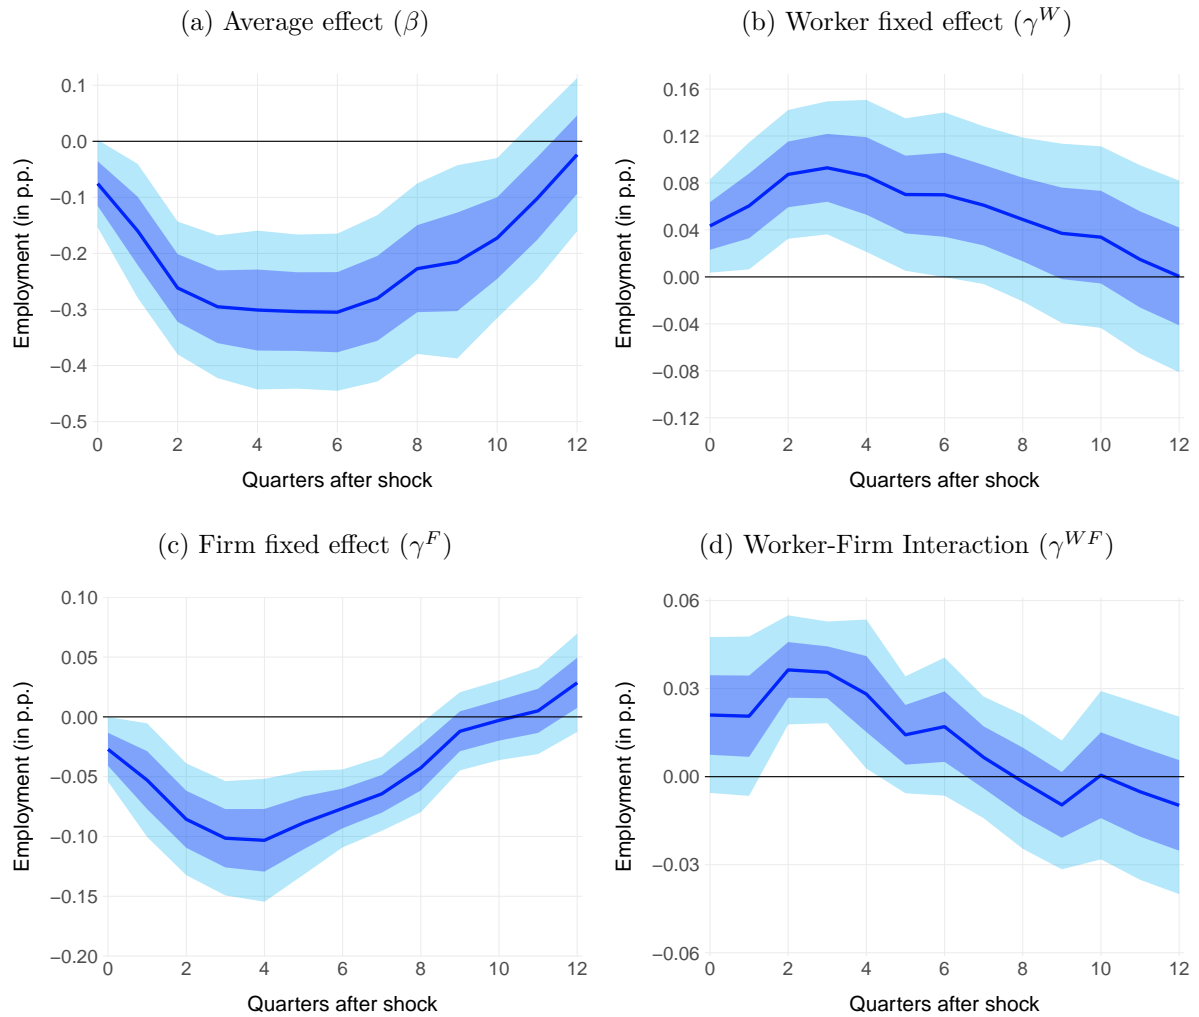 (a) Average effect (β)
0.1
0.0
−0.1
−0.2
−0.3
−0.4
−0.5
Employment (in p.p.)
0 2 4 6 8 10 12
Quarters after shock
(b) Worker fixed effect (γ^W)
0.16
0.12
0.08
0.04
0.00
−0.04
−0.08
−0.12
Employment (in p.p.)
0 2 4 6 8 10 12
Quarters after shock
(c) Firm fixed effect (γ^F)
0.10
0.05
0.00
−0.05
−0.10
−0.15
−0.20
Employment (in p.p.)
0 2 4 6 8 10 12
Quarters after shock
(d) Worker-Firm Interaction (γ^{WF})
0.06
0.03
0.00
−0.03
−0.06
Employment (in p.p.)
0 2 4 6 8 10 12
Quarters after shock